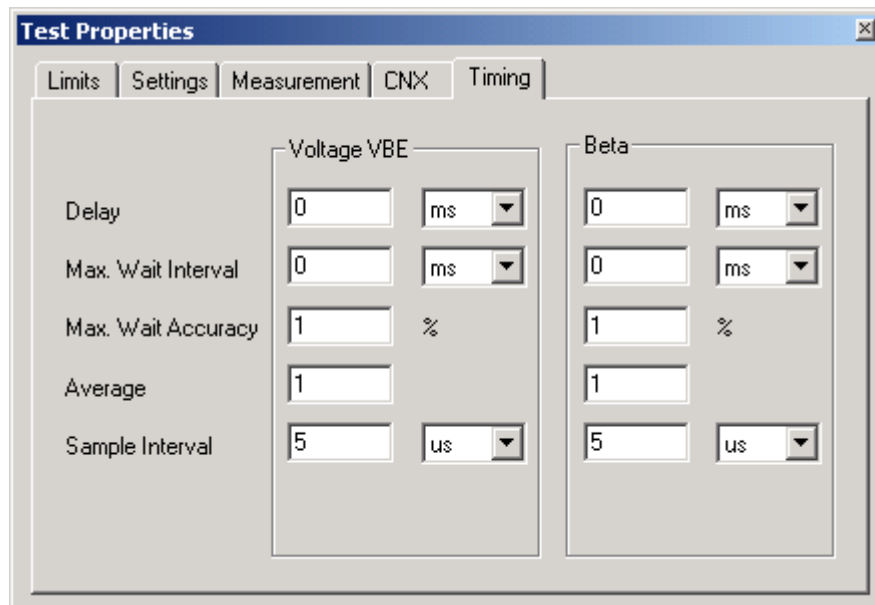 Test Properties
Limits Settings Measurement CNX Timing
Voltage VBE Beta
Delay 0 ms 0 ms
Max. Wait Interval 0 ms 0 ms
Max. Wait Accuracy 1 % 1 %
Average 1 1
Sample Interval 5 us 5 us